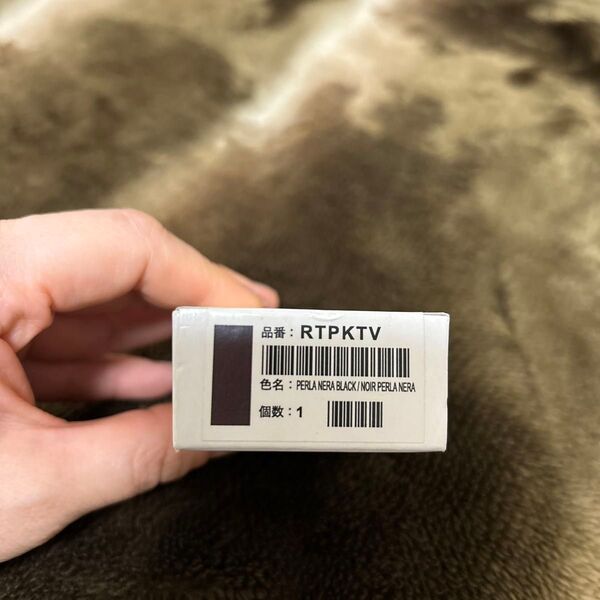 品番：RTPKTV
色名：PERLA NERA BLACK / NOIR PERLA NERA
個数：1